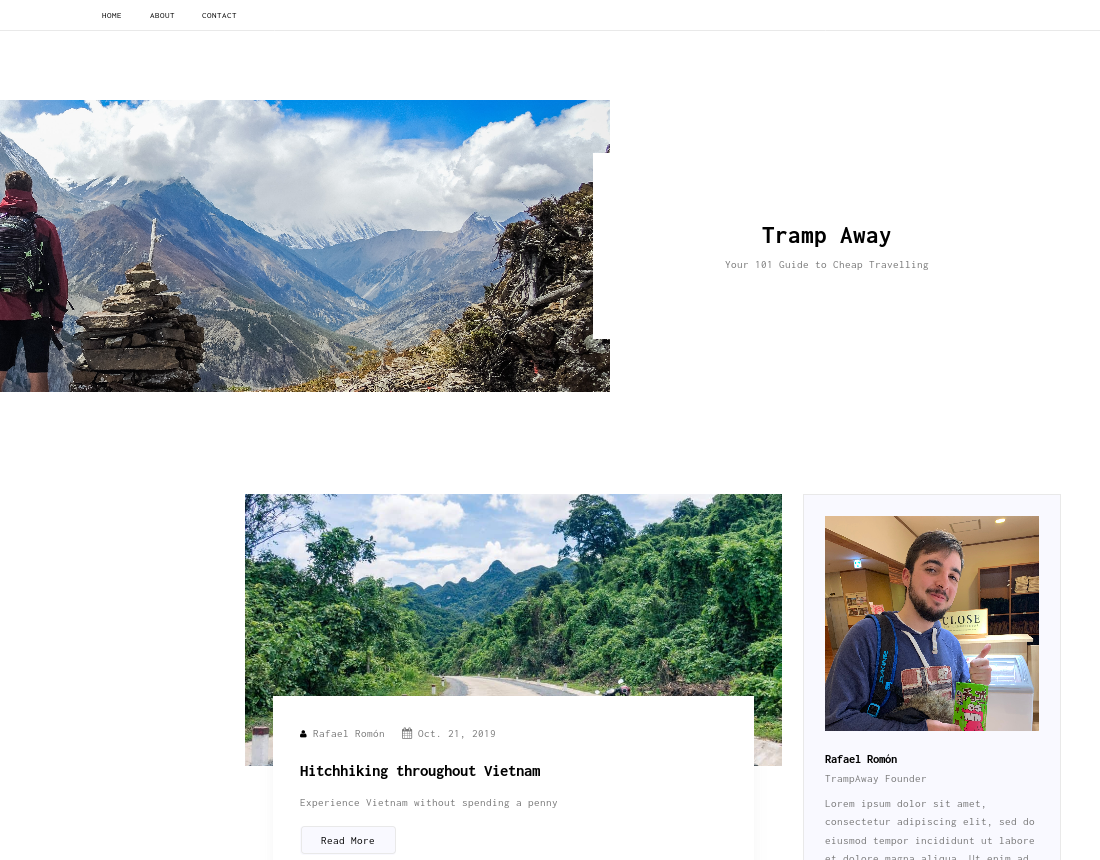 HOME ABOUT CONTACT
Tramp Away
Your 101 Guide to Cheap Travelling
CLOSE
Rafael Romón Oct. 21, 2019
Hitchhiking throughout Vietnam
Experience Vietnam without spending a penny
Read More
Rafael Romón
TrampAway Founder
Lorem ipsum dolor sit amet,
consectetur adipiscing elit, sed do
eiusmod tempor incididunt ut labore
et dolore magna aliqua. Ut enim ad